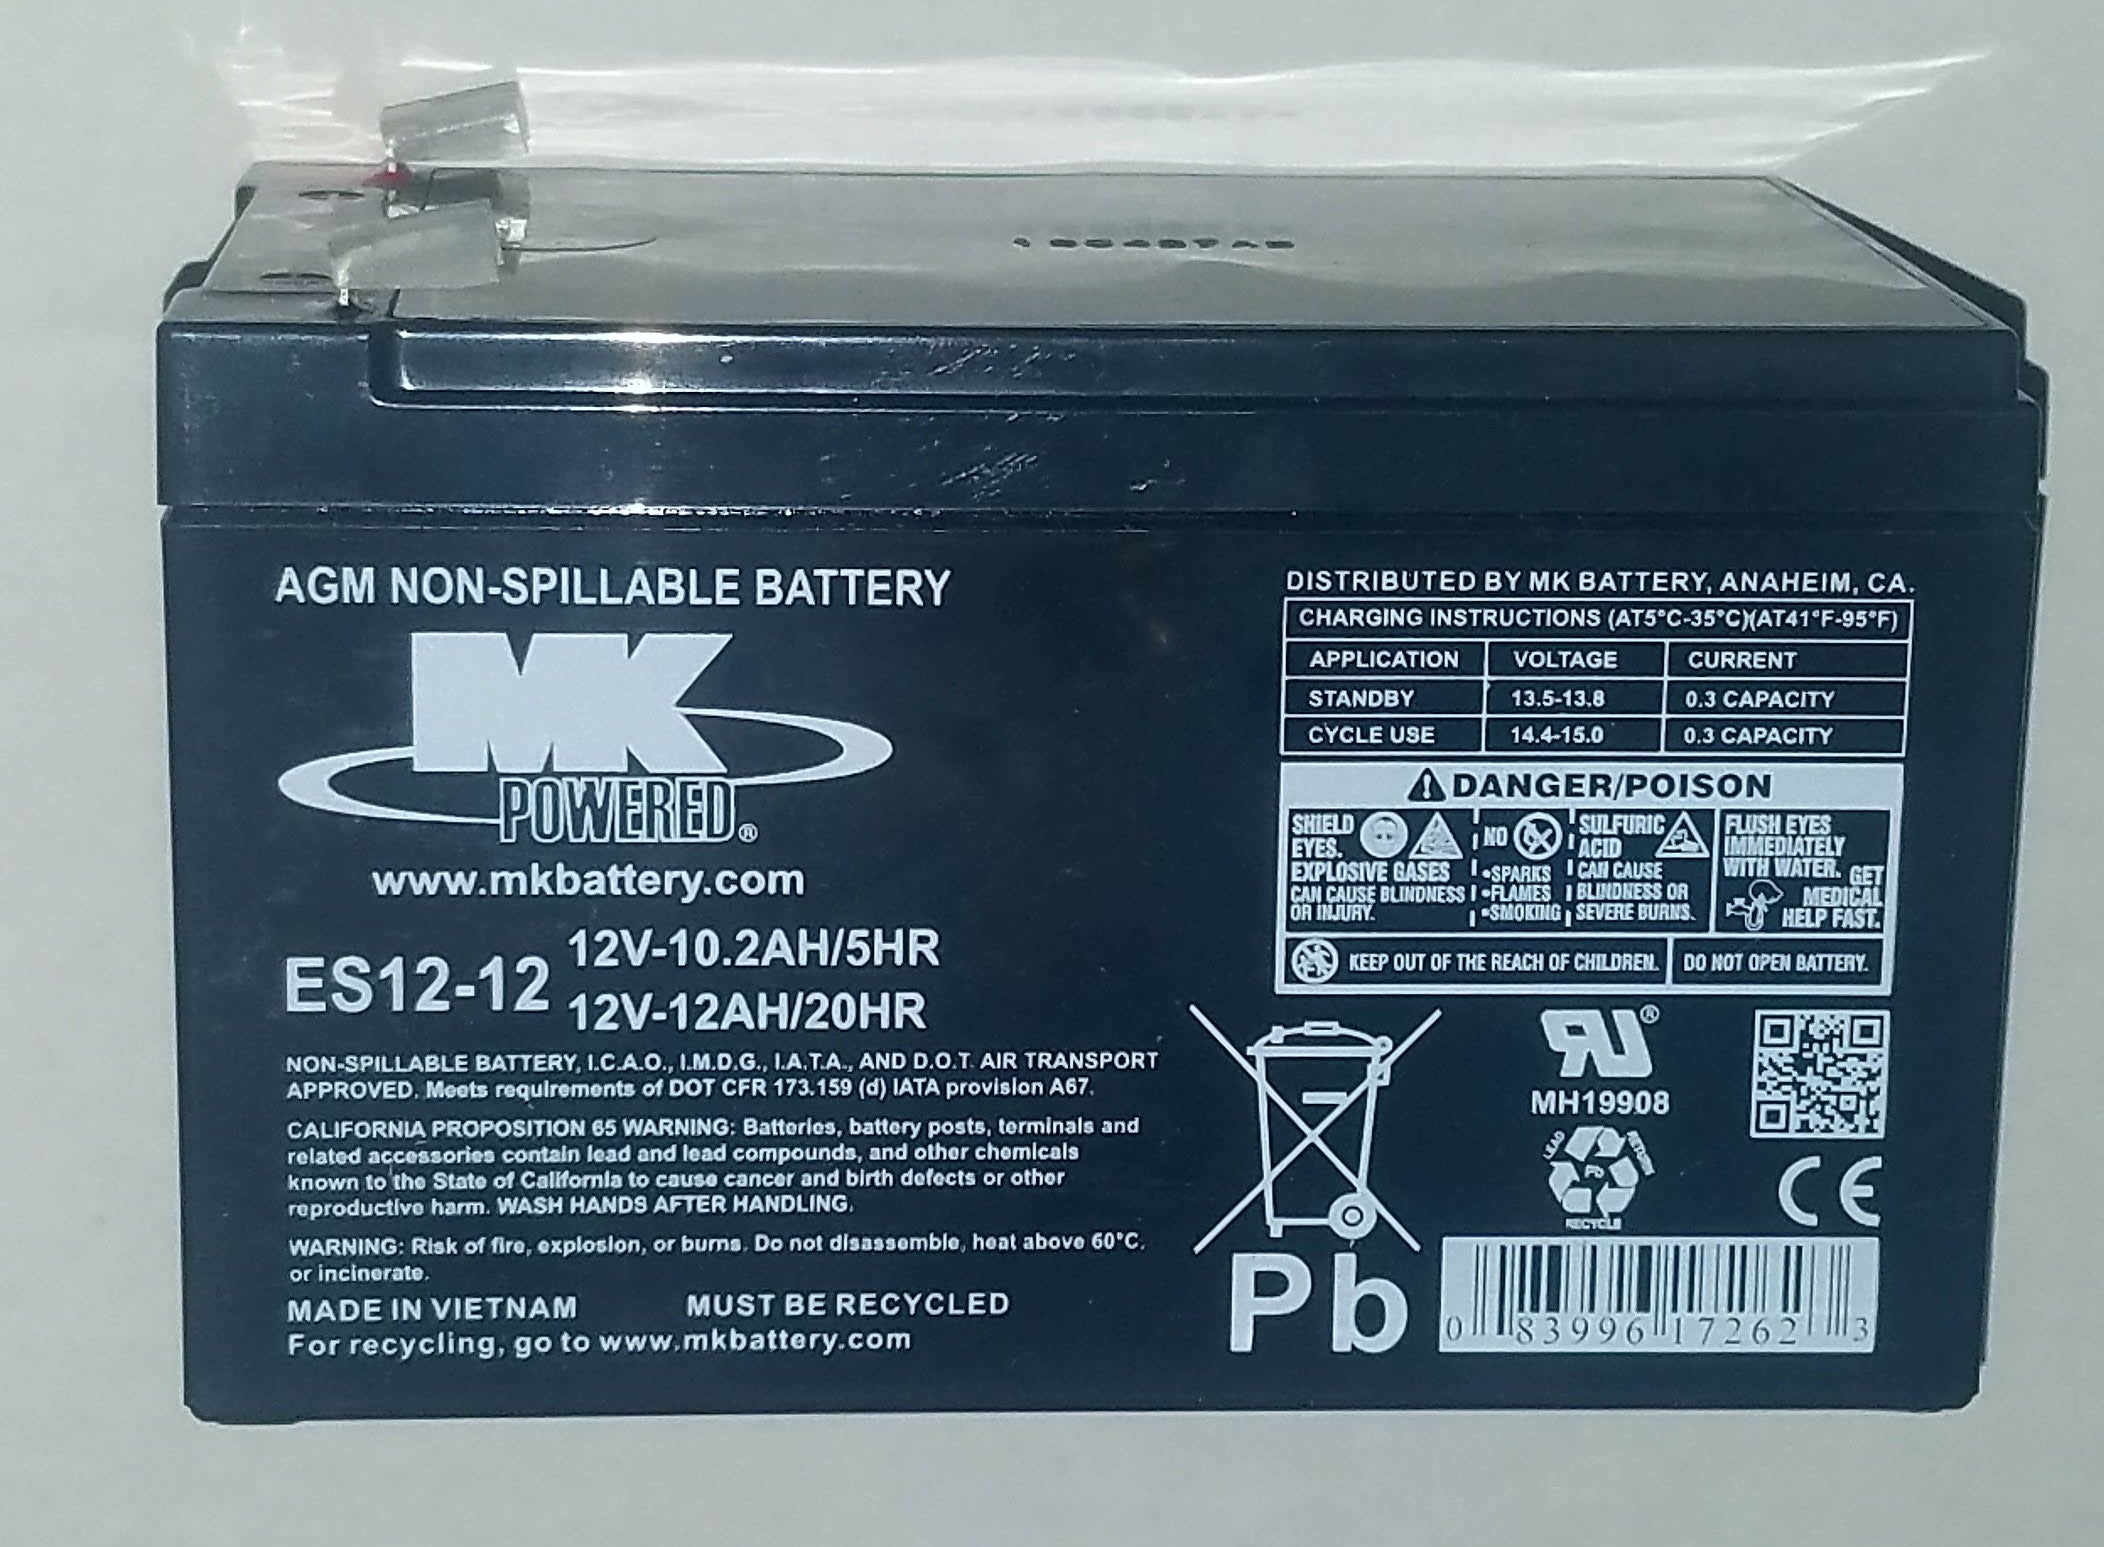 AGM NON-SPILLABLE BATTERY
MK
POWERED®
www.mkbattery.com
ES12-12
12V-10.2AH/5HR
12V-12AH/20HR
NON-SPILLABLE BATTERY, I.C.A.O., I.M.D.G., I.A.T.A., AND D.O.T. AIR TRANSPORT
APPROVED. Meets requirements of DOT CFR 173.159 (d) IATA provision A67.
CALIFORNIA PROPOSITION 65 WARNING: Batteries, battery posts, terminals and
related accessories contain lead and lead compounds, and other chemicals
known to the State of California to cause cancer and birth defects or other
reproductive harm. WASH HANDS AFTER HANDLING.
WARNING: Risk of fire, explosion, or burns. Do not disassemble, heat above 60°C.
or incinerate.
MADE IN VIETNAM MUST BE RECYCLED
For recycling, go to www.mkbattery.com
DISTRIBUTED BY MK BATTERY, ANAHEIM, CA.
CHARGING INSTRUCTIONS (AT5°C-35°C)(AT41°F-95°F)
APPLICATION VOLTAGE CURRENT
STANDBY 13.5-13.8 0.3 CAPACITY
CYCLE USE 14.4-15.0 0.3 CAPACITY
DANGER/POISON
SHIELD
EYES.
EXPLOSIVE GASES
CAN CAUSE BLINDNESS
OR INJURY.
NO
•SPARKS
•FLAMES
•SMOKING
SULFURIC
ACID
CAN CAUSE
BLINDNESS OR
SEVERE BURNS.
FLUSH EYES
IMMEDIATELY
WITH WATER. GET
MEDICAL
HELP FAST.
KEEP OUT OF THE REACH OF CHILDREN. DO NOT OPEN BATTERY.
RU®
MH19908
LEAD RETURN
Pb
RECYCLE
CE
Pb
0 83996 17262 3